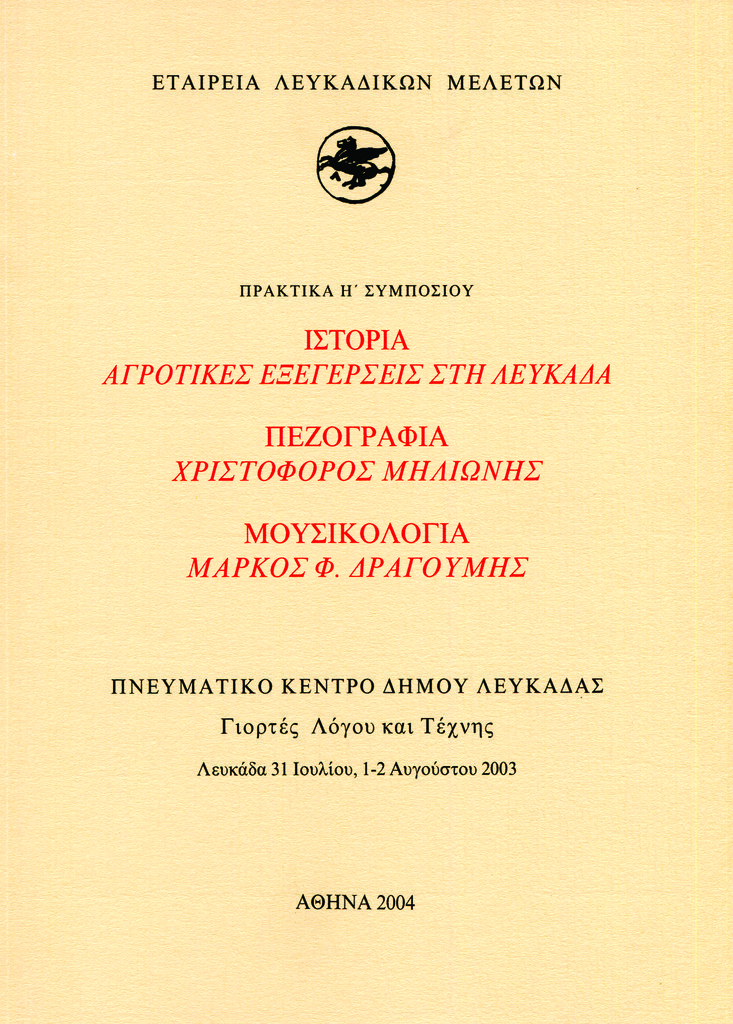 ΕΤΑΙΡΕΙΑ ΛΕΥΚΑΔΙΚΩΝ ΜΕΛΕΤΩΝ
ΠΡΑΚΤΙΚΑ Η΄ ΣΥΜΠΟΣΙΟΥ
ΙΣΤΟΡΙΑ
ΑΓΡΟΤΙΚΕΣ ΕΞΕΓΕΡΣΕΙΣ ΣΤΗ ΛΕΥΚΑΔΑ
ΠΕΖΟΓΡΑΦΙΑ
ΧΡΙΣΤΟΦΟΡΟΣ ΜΗΛΙΩΝΗΣ
ΜΟΥΣΙΚΟΛΟΓΙΑ
ΜΑΡΚΟΣ Φ. ΔΡΑΓΟΥΜΗΣ
ΠΝΕΥΜΑΤΙΚΟ ΚΕΝΤΡΟ ΔΗΜΟΥ ΛΕΥΚΑΔΑΣ
Γιορτές Λόγου και Τέχνης
Λευκάδα 31 Ιουλίου, 1-2 Αυγούστου 2003
ΑΘΗΝΑ 2004